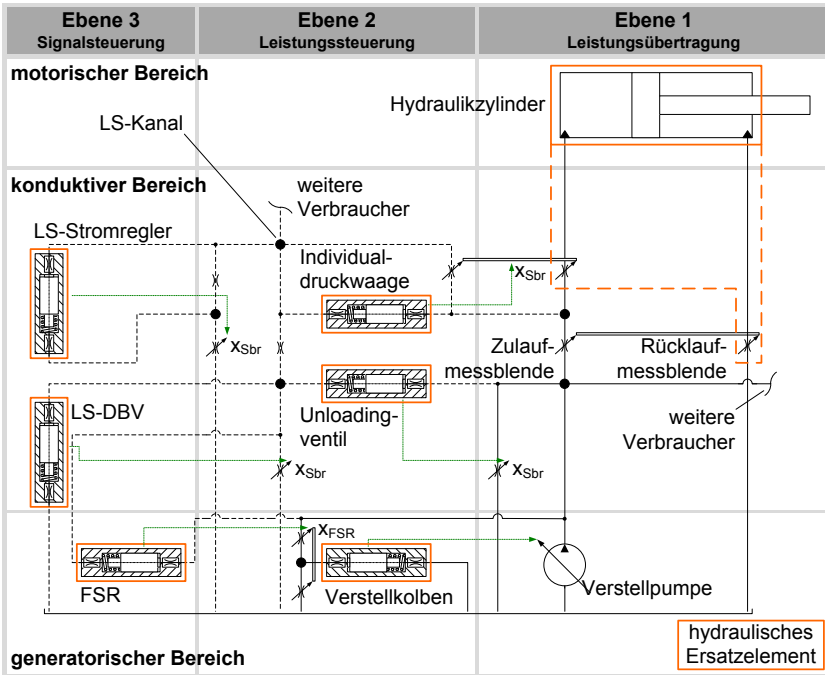 Ebene 3
Signalsteuerung
Ebene 2
Leistungssteuerung
Ebene 1
Leistungsübertragung
motorischer Bereich
Hydraulikzylinder
LS-Kanal
konduktiver Bereich
weitere
Verbraucher
LS-Stromregler
Individual-
druckwaage
xSbr
xSbr
Zulauf-
messblende
Rücklauf-
messblende
LS-DBV
Unloading-
ventil
weitere
Verbraucher
xSbr
xSbr
xFSR
FSR
Verstellkolben
Verstellpumpe
hydraulisches
Ersatzelement
generatorischer Bereich